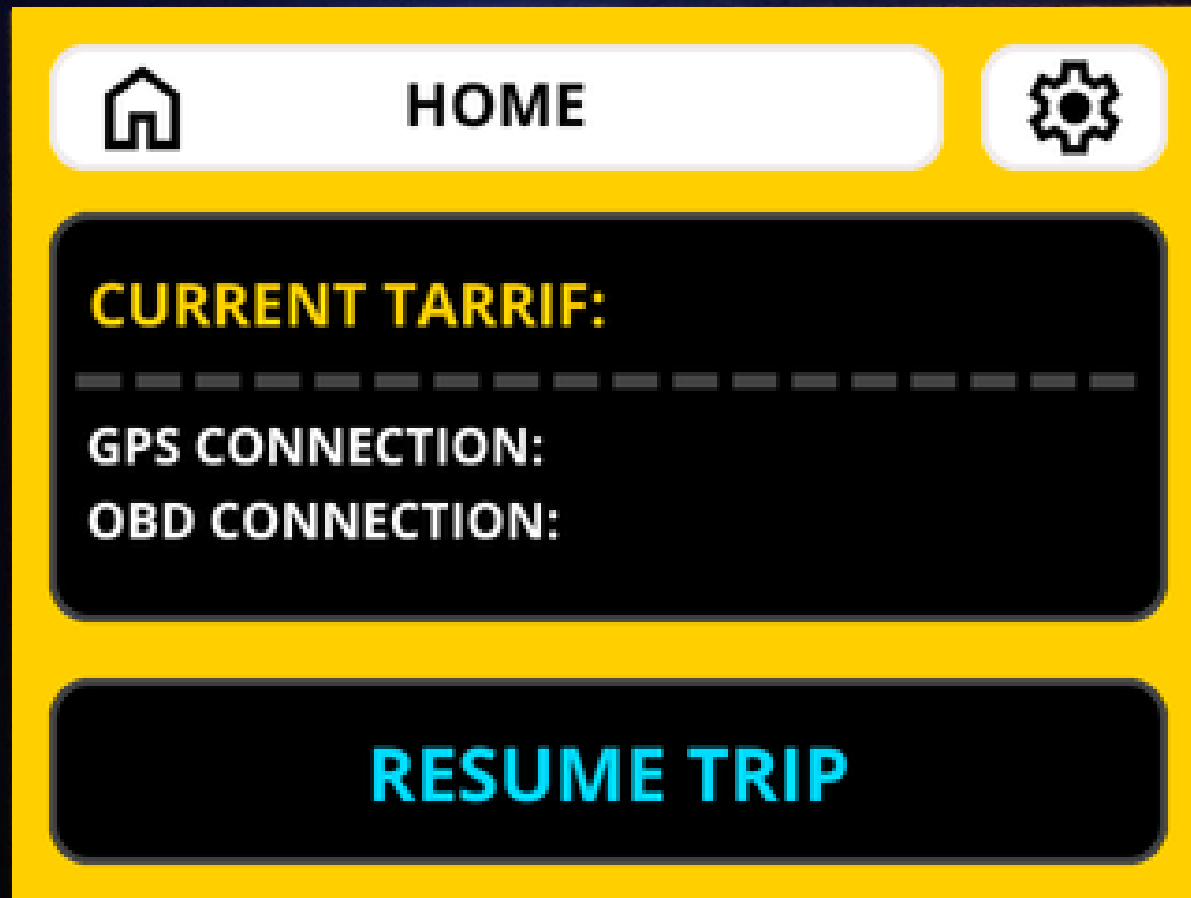 HOME
CURRENT TARRIF:
GPS CONNECTION:
OBD CONNECTION:
RESUME TRIP